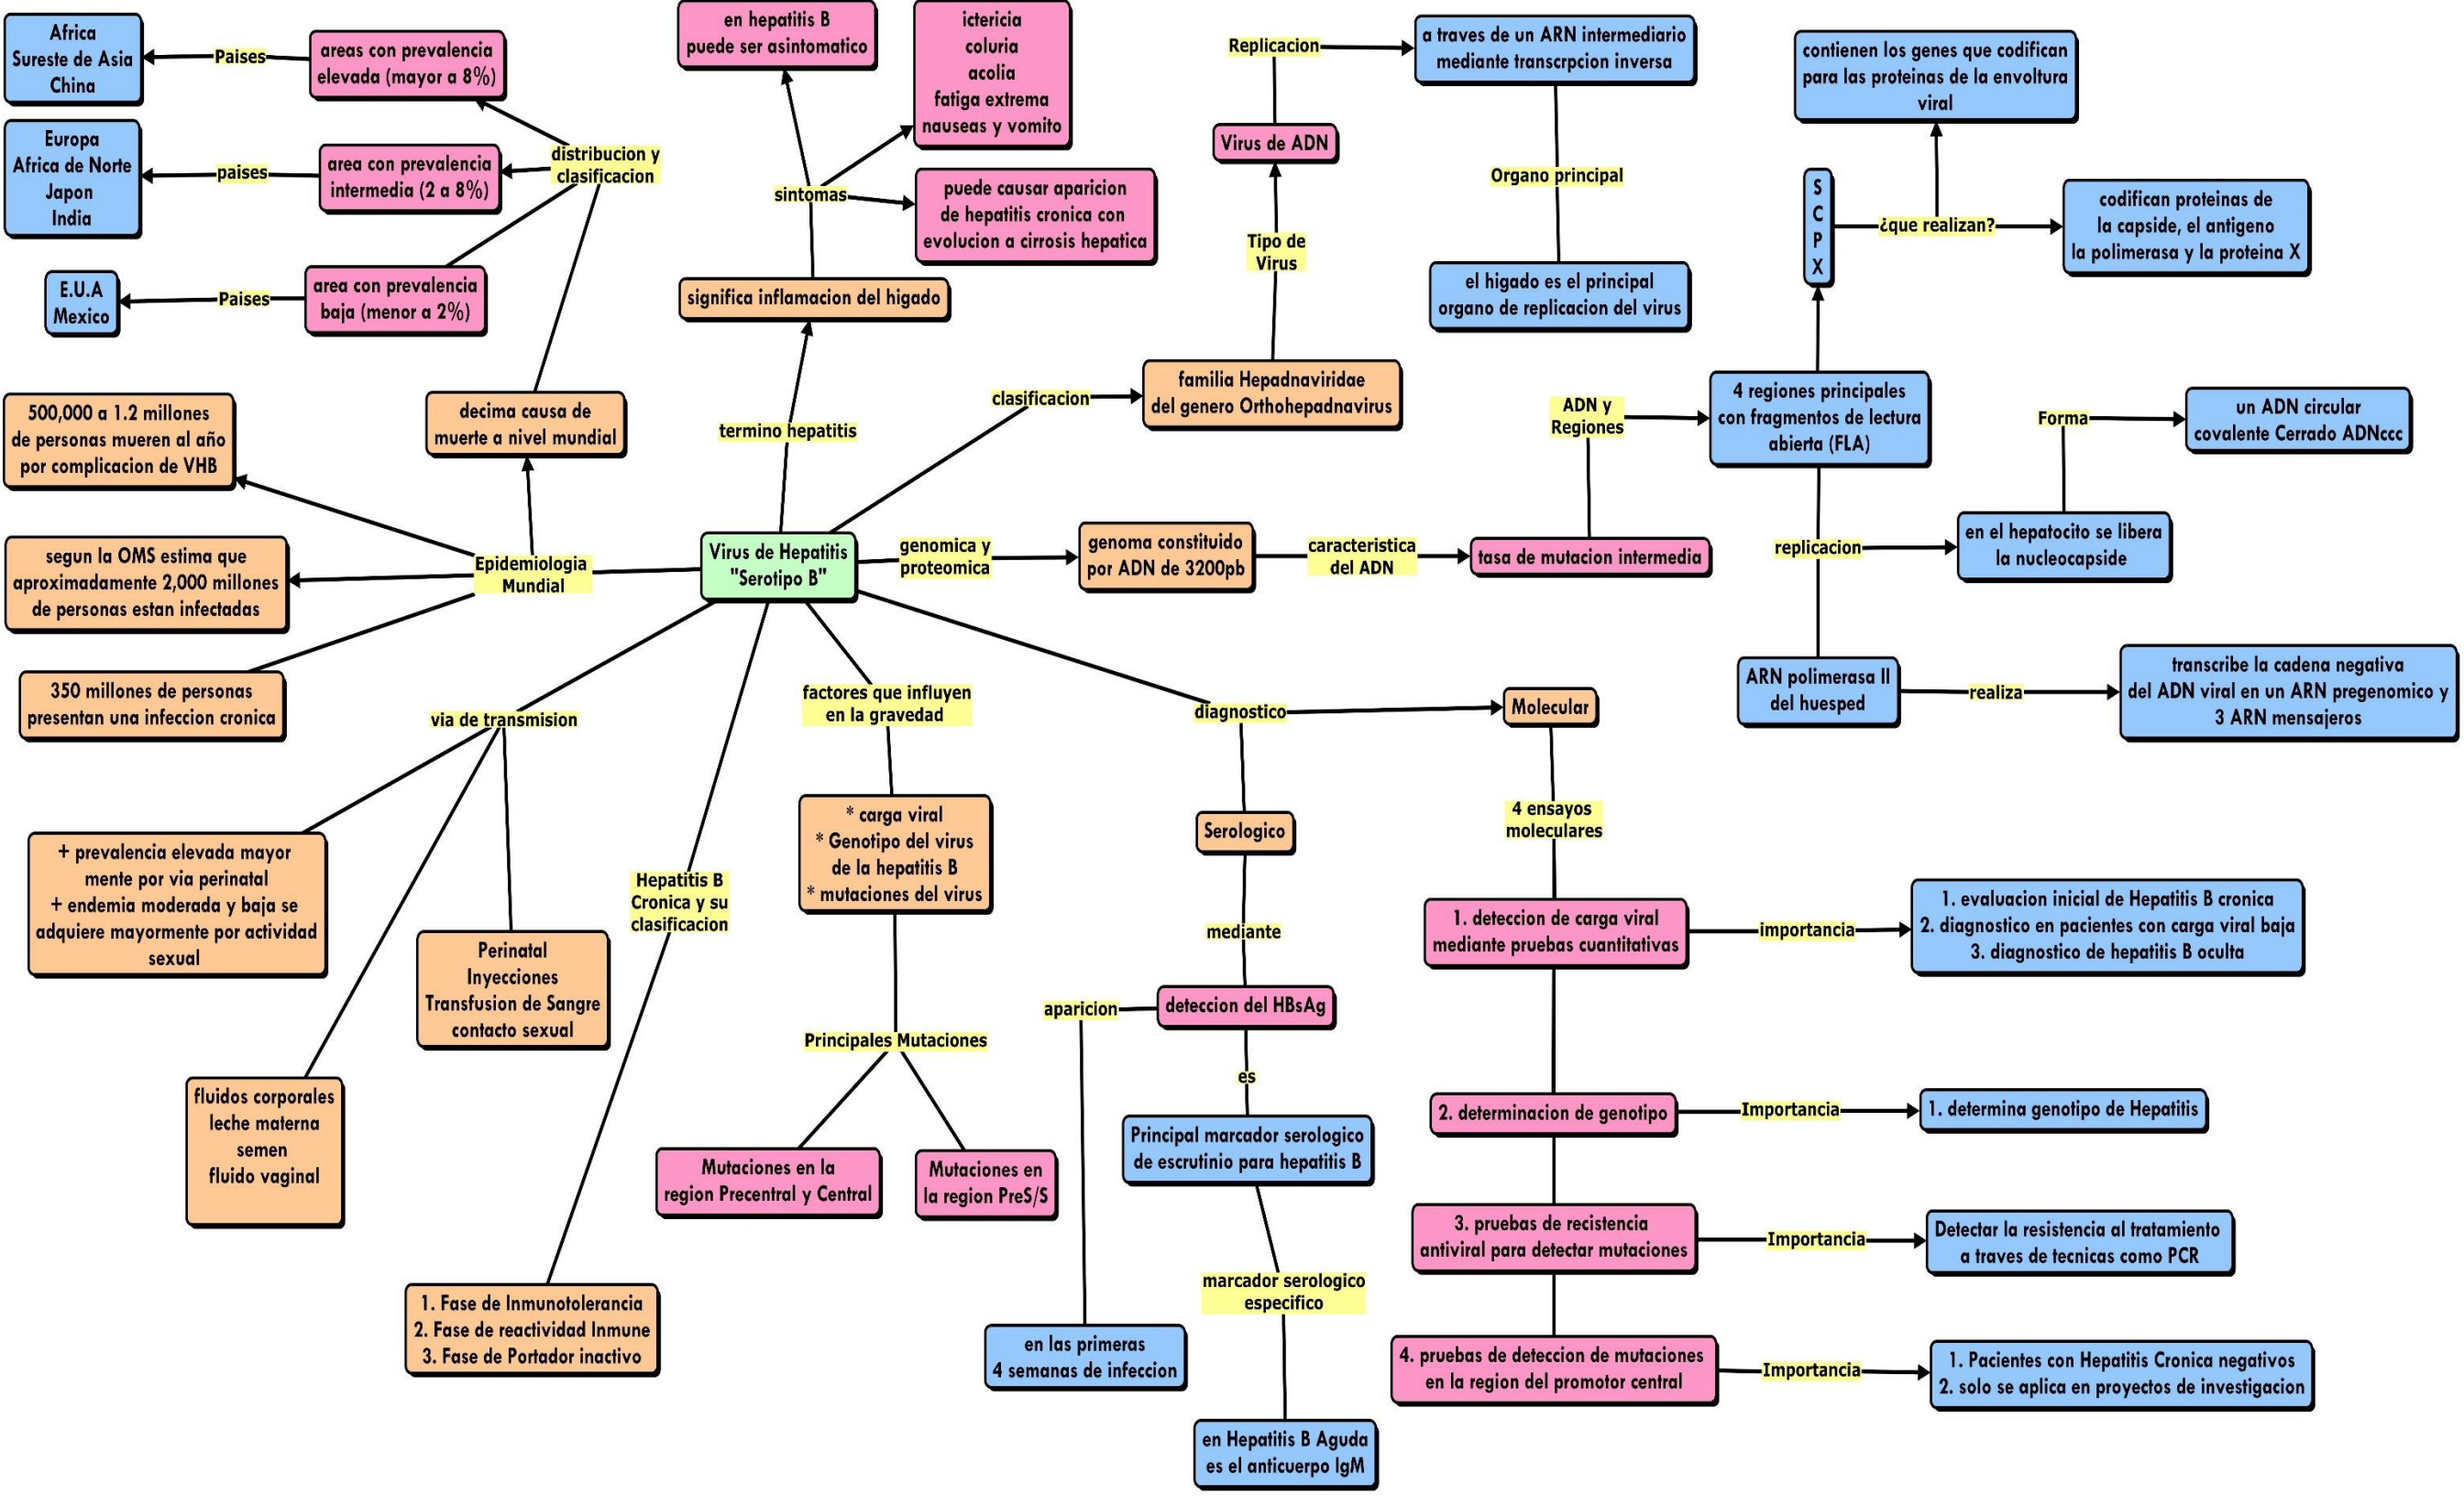 Africa
Sureste de Asia
China
Paises
areas con prevalencia
elevada (mayor a 8%)
Europa
Africa de Norte
Japon
India
paises
area con prevalencia
intermedia (2 a 8%)
distribucion y
clasificacion
E.U.A
Mexico
Paises
area con prevalencia
baja (menor a 2%)
500,000 a 1.2 millones
de personas mueren al año
por complicacion de VHB
decima causa de
muerte a nivel mundial
segun la OMS estima que
aproximadamente 2,000 millones
de personas estan infectadas
Epidemiologia
Mundial
350 millones de personas
presentan una infeccion cronica
en hepatitis B
puede ser asintomatico
ictericia
coluria
acolia
fatiga extrema
nauseas y vomito
sintomas
puede causar aparicion
de hepatitis cronica con
evolucion a cirrosis hepatica
significa inflamacion del higado
termino hepatitis
Virus de Hepatitis
"Serotipo B"
clasificacion
familia Hepadnaviridae
del genero Orthohepadnavirus
Tipo de
Virus
Virus de ADN
Replicacion
a traves de un ARN intermediario
mediante transcrpcion inversa
Organo principal
el higado es el principal
organo de replicacion del virus
genomica y
proteomica
genoma constituido
por ADN de 3200pb
caracteristica
del ADN
tasa de mutacion intermedia
ADN y
Regiones
4 regiones principales
con fragmentos de lectura
abierta (FLA)
S
C
P
X
¿que realizan?
contienen los genes que codifican
para las proteinas de la envoltura
viral
codifican proteinas de
la capside, el antigeno
la polimerasa y la proteina X
replicacion
en el hepatocito se libera
la nucleocapside
Forma
un ADN circular
covalente Cerrado ADNccc
ARN polimerasa II
del huesped
realiza
transcribe la cadena negativa
del ADN viral en un ARN pregenomico y
3 ARN mensajeros
via de transmision
+ prevalencia elevada mayor
mente por via perinatal
+ endemia moderada y baja se
adquiere mayormente por actividad
sexual
Perinatal
Inyecciones
Transfusion de Sangre
contacto sexual
fluidos corporales
leche materna
semen
fluido vaginal
Hepatitis B
Cronica y su
clasificacion
1. Fase de Inmunotolerancia
2. Fase de reactividad Inmune
3. Fase de Portador inactivo
factores que influyen
en la gravedad
* carga viral
* Genotipo del virus
de la hepatitis B
* mutaciones del virus
Principales Mutaciones
Mutaciones en la
region Precentral y Central
Mutaciones en
la region PreS/S
diagnostico
Serologico
mediante
deteccion del HBsAg
aparicion
en las primeras
4 semanas de infeccion
es
Principal marcador serologico
de escrutinio para hepatitis B
marcador serologico
especifico
en Hepatitis B Aguda
es el anticuerpo IgM
Molecular
4 ensayos
moleculares
1. deteccion de carga viral
mediante pruebas cuantitativas
importancia
1. evaluacion inicial de Hepatitis B cronica
2. diagnostico en pacientes con carga viral baja
3. diagnostico de hepatitis B oculta
2. determinacion de genotipo
Importancia
1. determina genotipo de Hepatitis
3. pruebas de recistencia
antiviral para detectar mutaciones
Importancia
Detectar la resistencia al tratamiento
a traves de tecnicas como PCR
4. pruebas de deteccion de mutaciones
en la region del promotor central
Importancia
1. Pacientes con Hepatitis Cronica negativos
2. solo se aplica en proyectos de investigacion